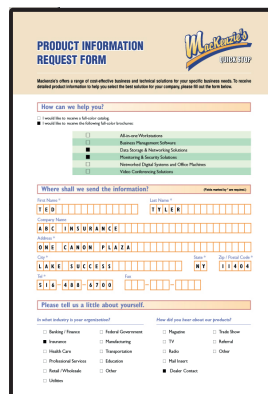 PRODUCT INFORMATION
REQUEST FORM
MacKenzie's
QUICK STOP
Mackenzie's offers a range of cost-effective business and technical solutions for your specific business needs. To receive
detailed product information to help you select the best solution for your company, please fill out the form below.
How can we help you?
I would like to receive a full-color catalog
I would like to receive the following full-color brochures:
All-in-one Workstations
Business Management Software
Data Storage & Networking Solutions
Monitoring & Security Solutions
Networked Digital Systems and Office Machines
Video Conferencing Solutions
Where shall we send the information?
(Fields marked by * are required)
First Name * Last Name *
TED TYLER
Company Name
ABC INSURANCE
Address *
ONE CANON PLAZA
City * State * Zip / Postal Code *
LAKE SUCCESS NY 11404
Tel * Fax
516-488-6700
Please tell us a little about yourself.
In what industry is your organization? How did you hear about our products?
Banking / Finance Federal Government Magazine Trade Show
Insurance Manufacturing TV Referral
Health Care Transportation Radio Other
Professional Services Education Mail Insert
Retail / Wholesale Other Dealer Contact
Utilities